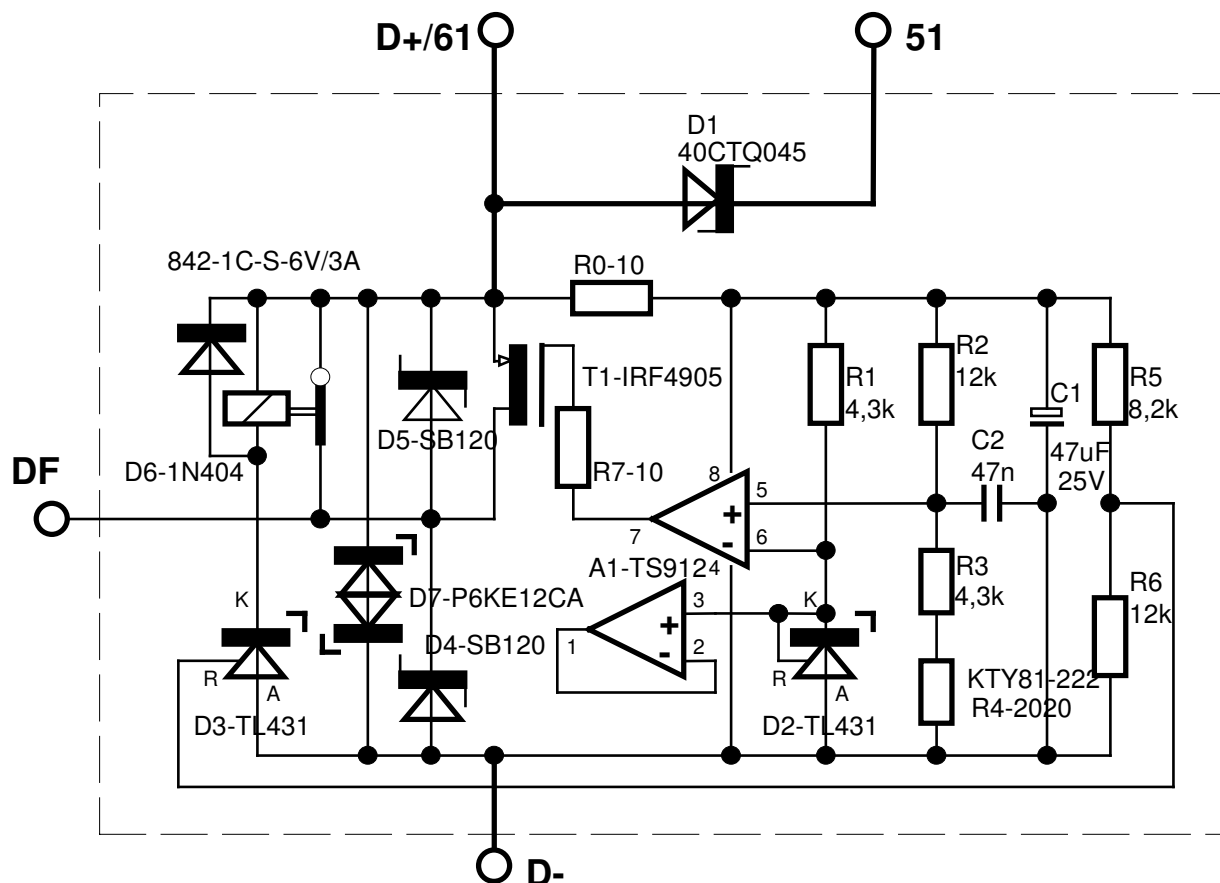 D+/61
51
D1
40CTQ045
842-1C-S-6V/3A
R0-10
T1-IRF4905
R1
4,3k
R2
12k
C1
47uF
25V
R5
8,2k
D5-SB120
D6-1N404
R7-10
C2
47n
DF
8
5
+
7
-
6
A1-TS912
4
R3
4,3k
R6
12k
D7-P6KE12CA
K
K
3
+
1
-
2
D4-SB120
R
A
R
A
KTY81-222
R4-2020
D3-TL431
D2-TL431
D-